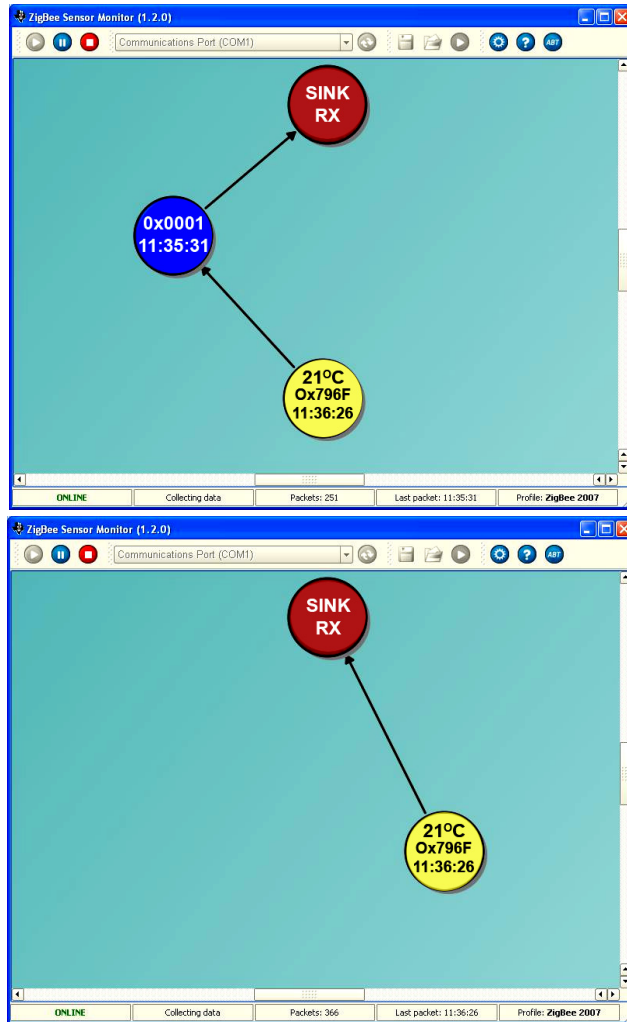 ZigBee Sensor Monitor (1.2.0)
Communications Port (COM1)
? ABT
SINK
RX
0x0001
11:35:31
21ºC
Ox796F
11:36:26
ONLINE Collecting data Packets: 251 Last packet: 11:35:31 Profile: ZigBee 2007
ZigBee Sensor Monitor (1.2.0)
Communications Port (COM1)
? ABT
SINK
RX
21ºC
Ox796F
11:36:26
ONLINE Collecting data Packets: 366 Last packet: 11:36:26 Profile: ZigBee 2007